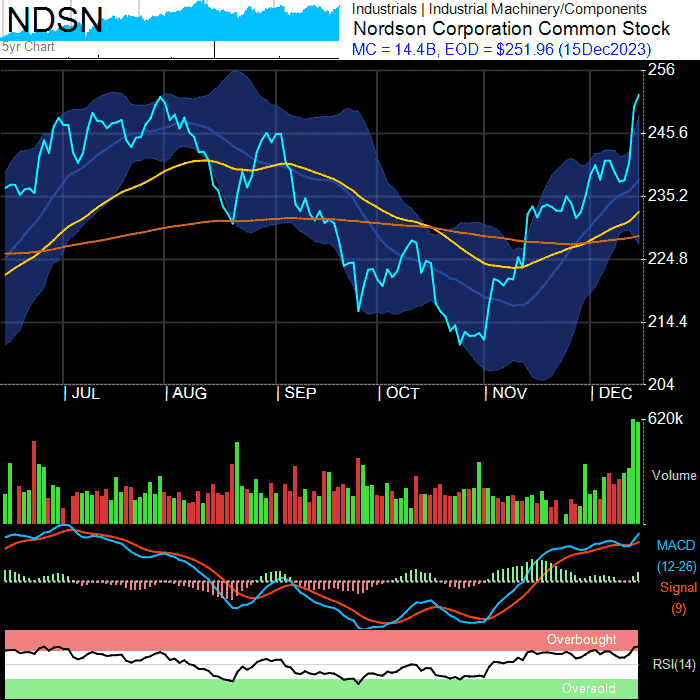 NDSN
5yr Chart
Industrials | Industrial Machinery/Components
Nordson Corporation Common Stock
MC = 14.4B, EOD = $251.96 (15Dec2023)
256
245.6
235.2
224.8
214.4
204
| JUL | AUG | SEP | OCT | NOV | DEC
620k
Volume
MACD
(12-26)
Signal
(9)
Overbought
RSI(14)
Oversold